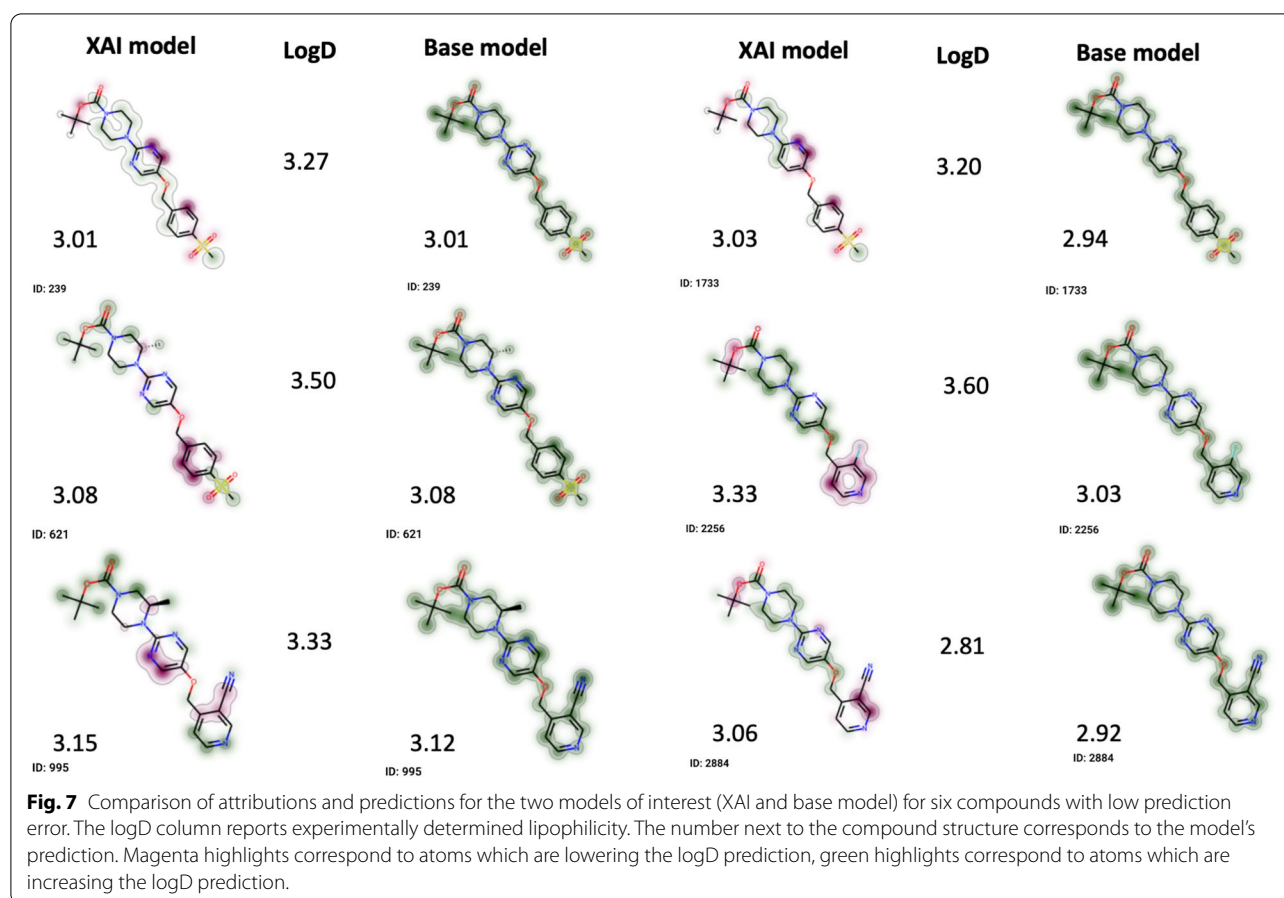 XAI model LogD Base model XAI model LogD Base model
3.27 3.20
3.01 3.01 3.03 2.94
ID: 239 ID: 239 ID: 1733 ID: 1733
3.50 3.60
3.08 3.08 3.33 3.03
ID: 621 ID: 621 ID: 2256 ID: 2256
3.33 2.81
3.15 3.12 3.06 2.92
ID: 995 ID: 995 ID: 2884 ID: 2884
Fig. 7 Comparison of attributions and predictions for the two models of interest (XAI and base model) for six compounds with low prediction
error. The logD column reports experimentally determined lipophilicity. The number next to the compound structure corresponds to the model’s
prediction. Magenta highlights correspond to atoms which are lowering the logD prediction, green highlights correspond to atoms which are
increasing the logD prediction.